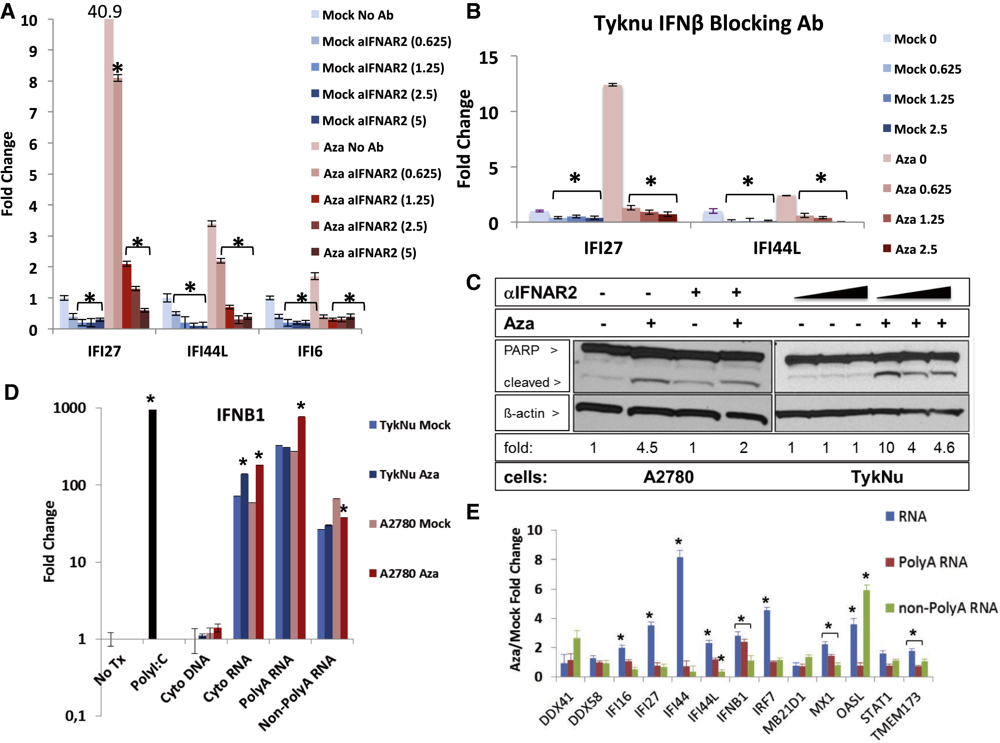 A
40.9
10
9
8
7
6
5
4
3
2
1
0
Fold Change
*
*
*
*
*
*
*
IFI27
IFI44L
IFI6
Mock No Ab
Mock aIFNAR2 (0.625)
Mock aIFNAR2 (1.25)
Mock aIFNAR2 (2.5)
Mock aIFNAR2 (5)
Aza No Ab
Aza aIFNAR2 (0.625)
Aza aIFNAR2 (1.25)
Aza aIFNAR2 (2.5)
Aza aIFNAR2 (5)
B
Tyknu IFNβ Blocking Ab
15
10
5
0
Fold Change
*
*
*
*
IFI27
IFI44L
Mock 0
Mock 0.625
Mock 1.25
Mock 2.5
Aza 0
Aza 0.625
Aza 1.25
Aza 2.5
C
αIFNAR2 - - + +
Aza - + - + - - - + + +
PARP >
cleaved >
ß-actin >
fold: 1 4.5 1 2 1 1 1 10 4 4.6
cells: A2780 TykNu
D
IFNB1
1000
100
10
1
0,1
Fold Change
*
*
*
*
*
No Tx
PolyI:C
Cyto DNA
Cyto RNA
PolyA RNA
Non-PolyA RNA
TykNu Mock
TykNu Aza
A2780 Mock
A2780 Aza
E
10
8
6
4
2
0
Aza/Mock Fold Change
*
*
*
*
*
*
*
*
*
*
*
DDX41
DDX58
IFI16
IFI27
IFI44
IFI44L
IFNB1
IRF7
MB21D1
MX1
OASL
STAT1
TMEM173
RNA
PolyA RNA
non-PolyA RNA